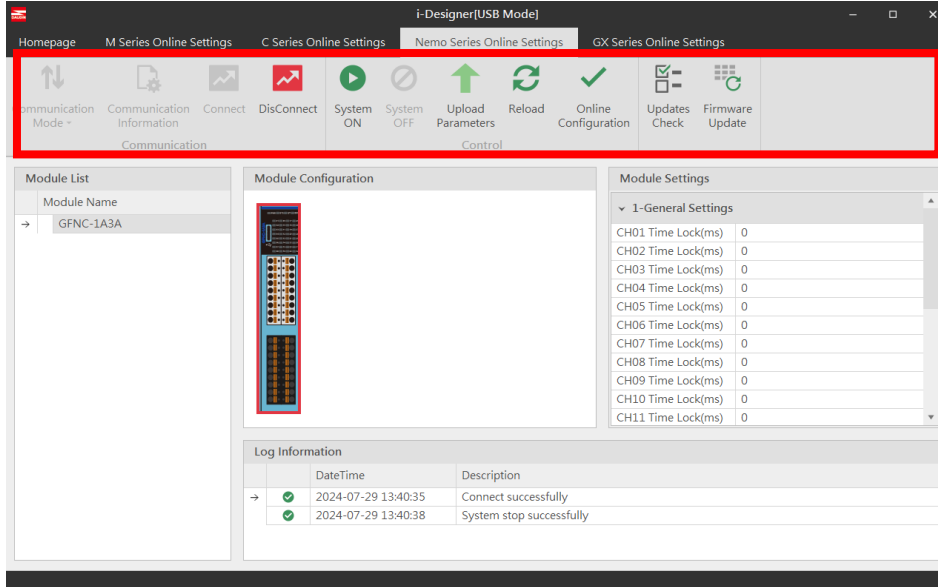 i-Designer[USB Mode]
Homepage M Series Online Settings C Series Online Settings Nemo Series Online Settings GX Series Online Settings
Communication Mode Communication Information Connect DisConnect System ON System OFF Upload Parameters Reload Online Configuration Updates Check Firmware Update
Communication Control
Module List
Module Name
GFNC-1A3A
Module Configuration
Module Settings
1-General Settings
CH01 Time Lock(ms) 0
CH02 Time Lock(ms) 0
CH03 Time Lock(ms) 0
CH04 Time Lock(ms) 0
CH05 Time Lock(ms) 0
CH06 Time Lock(ms) 0
CH07 Time Lock(ms) 0
CH08 Time Lock(ms) 0
CH09 Time Lock(ms) 0
CH10 Time Lock(ms) 0
CH11 Time Lock(ms) 0
Log Information
DateTime Description
2024-07-29 13:40:35 Connect successfully
2024-07-29 13:40:38 System stop successfully